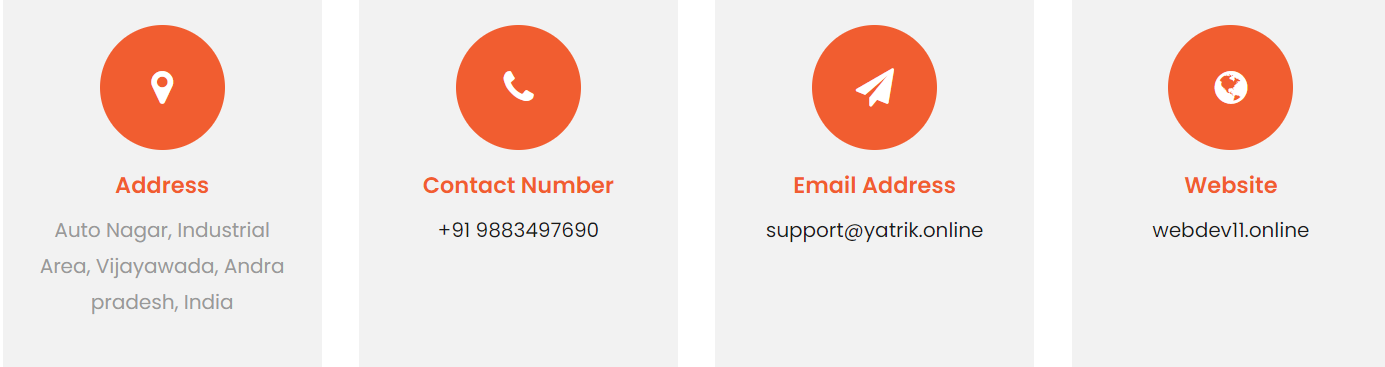 Address
Auto Nagar, Industrial
Area, Vijayawada, Andra
pradesh, India
Contact Number
+91 9883497690
Email Address
support@yatrik.online
Website
webdev11.online